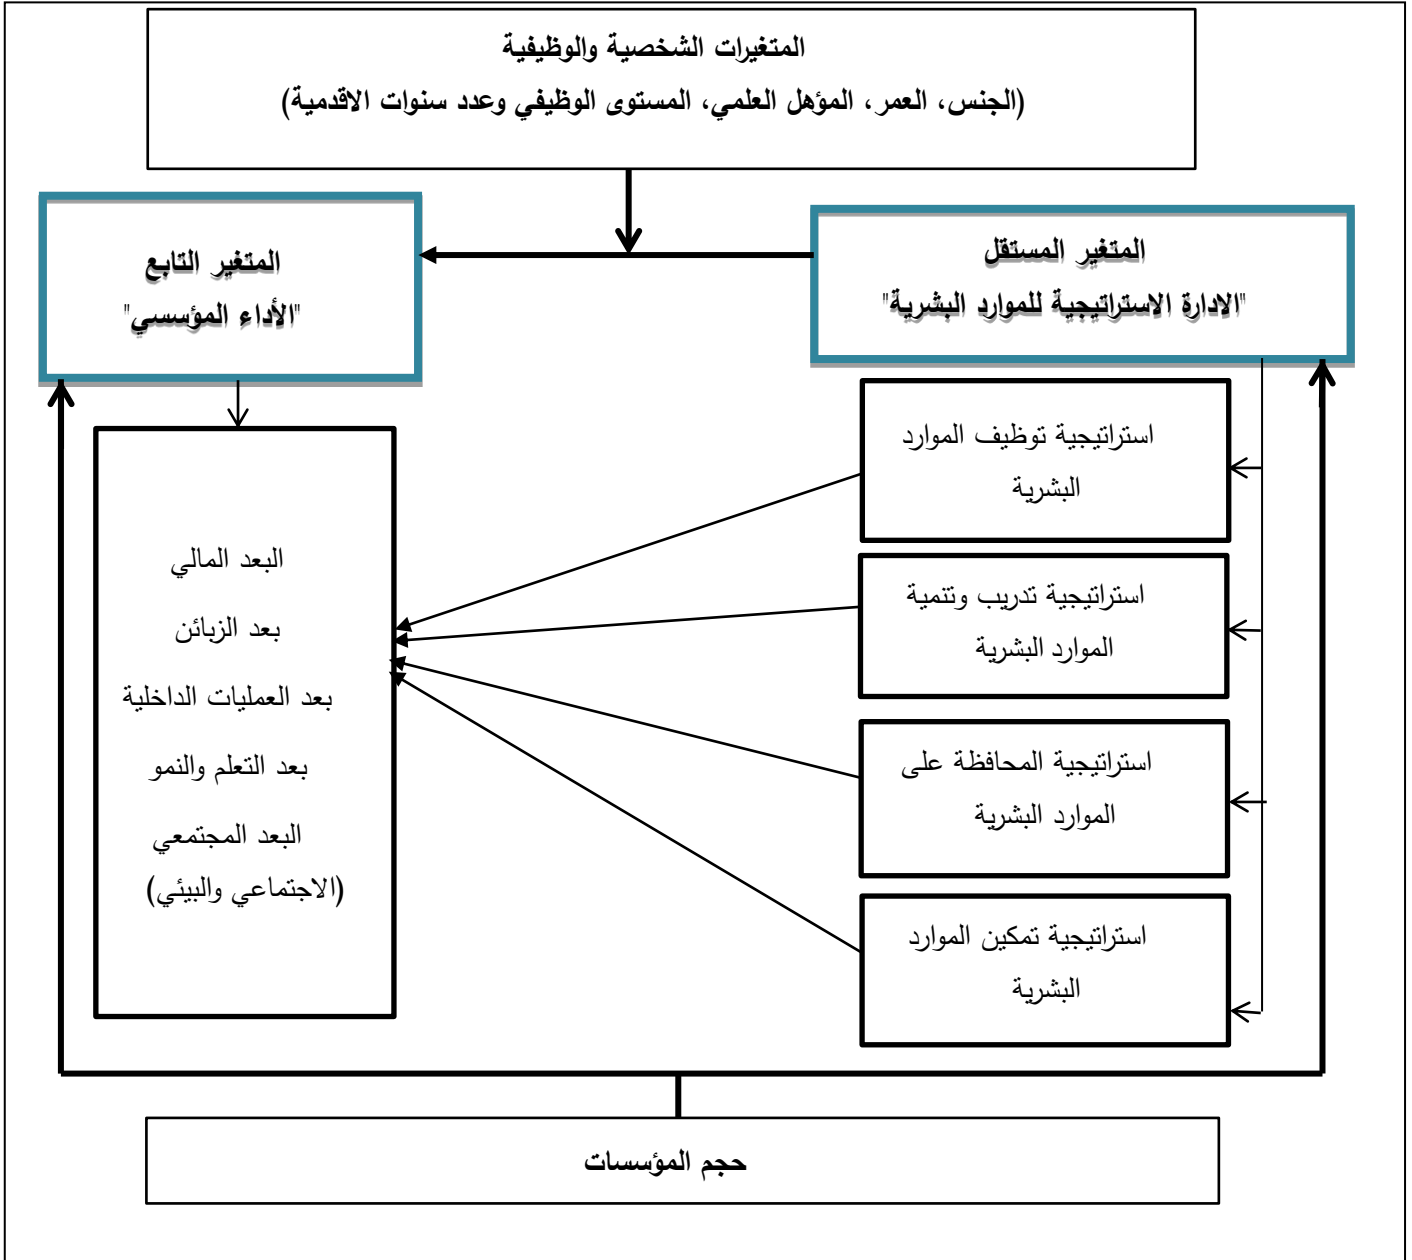 المتغيرات الشخصية والوظيفية
(الجنس، العمر، المؤهل العلمي، المستوى الوظيفي وعدد سنوات الاقدمية)
المتغير المستقل
"الادارة الاستراتيجية للموارد البشرية"
المتغير التابع
"الأداء المؤسسي"
استراتيجية توظيف الموارد
البشرية
استراتيجية تدريب وتنمية
الموارد البشرية
استراتيجية المحافظة على
الموارد البشرية
استراتيجية تمكين الموارد
البشرية
البعد المالي
بعد الزبائن
بعد العمليات الداخلية
بعد التعلم والنمو
البعد المجتمعي
(الاجتماعي والبيئي)
حجم المؤسسات